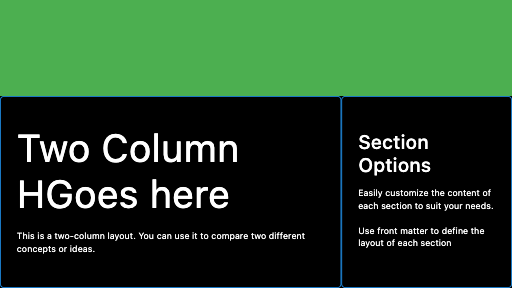 Two Column
HGoes here
This is a two-column layout. You can use it to compare two different
concepts or ideas.
Section
Options
Easily customize the content of
each section to suit your needs.
Use front matter to define the
layout of each section